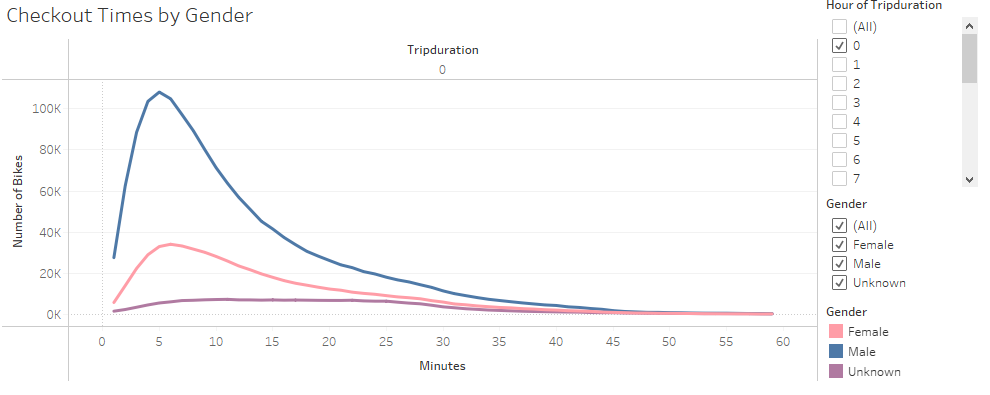 Checkout Times by Gender
Tripduration
0
100K
80K
60K
40K
20K
0K
Number of Bikes
0 5 10 15 20 25 30 35 40 45 50 55 60
Minutes
Hour of Tripduration
(All)
0
1
2
3
4
5
6
7
Gender
(All)
Female
Male
Unknown
Gender
Female
Male
Unknown